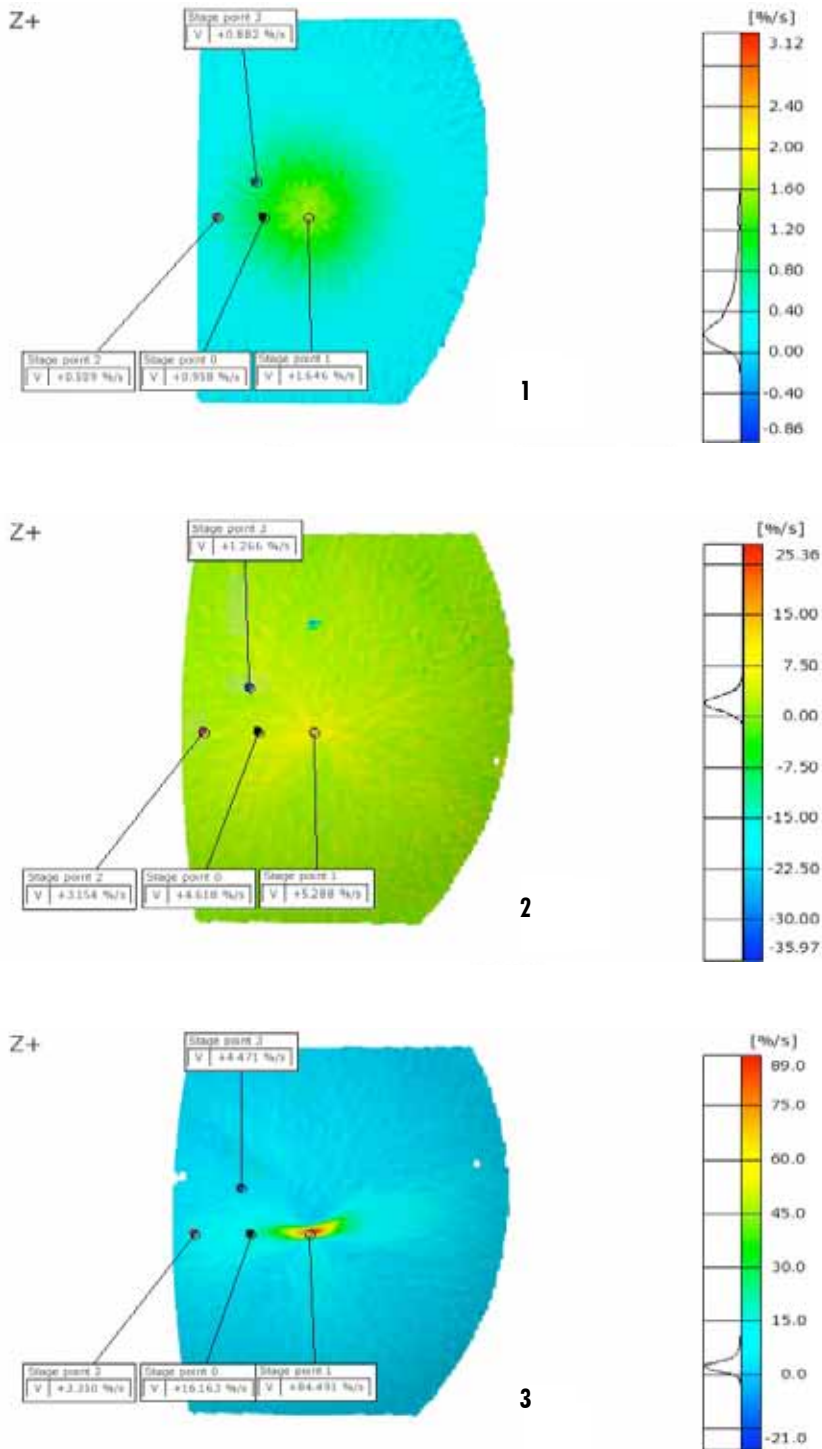 Z+
Stage point 3
V +0.882 %/s
Stage point 2
V +0.509 %/s
Stage point 0
V +0.958 %/s
Stage point 1
V +1.646 %/s
1
[%/s]
3.12
2.40
2.00
1.60
1.20
0.80
0.40
0.00
-0.40
-0.86
Z+
Stage point 3
V +1.266 %/s
Stage point 2
V +3.154 %/s
Stage point 0
V +4.618 %/s
Stage point 1
V +5.288 %/s
2
[%/s]
25.36
15.00
7.50
0.00
-7.50
-15.00
-22.50
-30.00
-35.97
Z+
Stage point 3
V +4.471 %/s
Stage point 2
V +3.350 %/s
Stage point 0
V +16.163 %/s
Stage point 1
V +84.491 %/s
3
[%/s]
89.0
75.0
60.0
45.0
30.0
15.0
0.0
-21.0